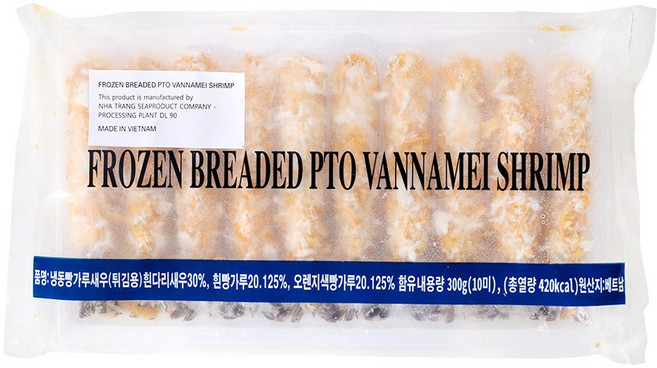 FROZEN BREADED PTO VANNAMEI SHRIMP
This product is manufactured by
NHA TRANG SEAPRODUCT COMPANY -
PROCESSING PLANT DL 90
MADE IN VIETNAM
FROZEN BREADED PTO VANNAMEI SHRIMP
품명:냉동빵가루새우(튀김용)흰다리새우30%, 흰빵가루20.125%, 오렌지색빵가루20.125% 함유내용량 300g(10미), (총열량 420kcal)원산지:베트남